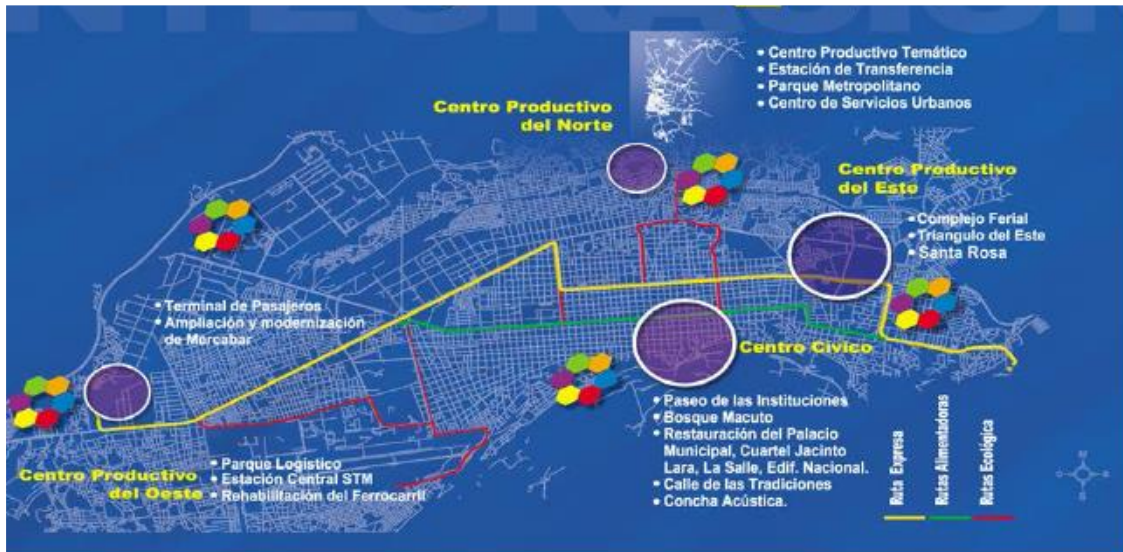 INTEGRACIÓN
• Centro Productivo Temático
• Estación de Transferencia
• Parque Metropolitano
• Centro de Servicios Urbanos
Centro Productivo
del Norte
Centro Productivo
del Este
• Complejo Ferial
• Triangulo del Este
• Santa Rosa
• Terminal de Pasajeros
• Ampliación y modernización
de Mercabar
Centro Cívico
• Paseo de las Instituciones
• Bosque Macuto
• Restauración del Palacio
Municipal, Cuartel Jacinto
Lara, La Salle, Edif. Nacional.
• Calle de las Tradiciones
• Concha Acústica.
Centro Productivo
del Oeste
• Parque Logístico
• Estación Central STM
• Rehabilitación del Ferrocarril
Ruta Expresa
Rutas Alimentadoras
Rutas Ecológica